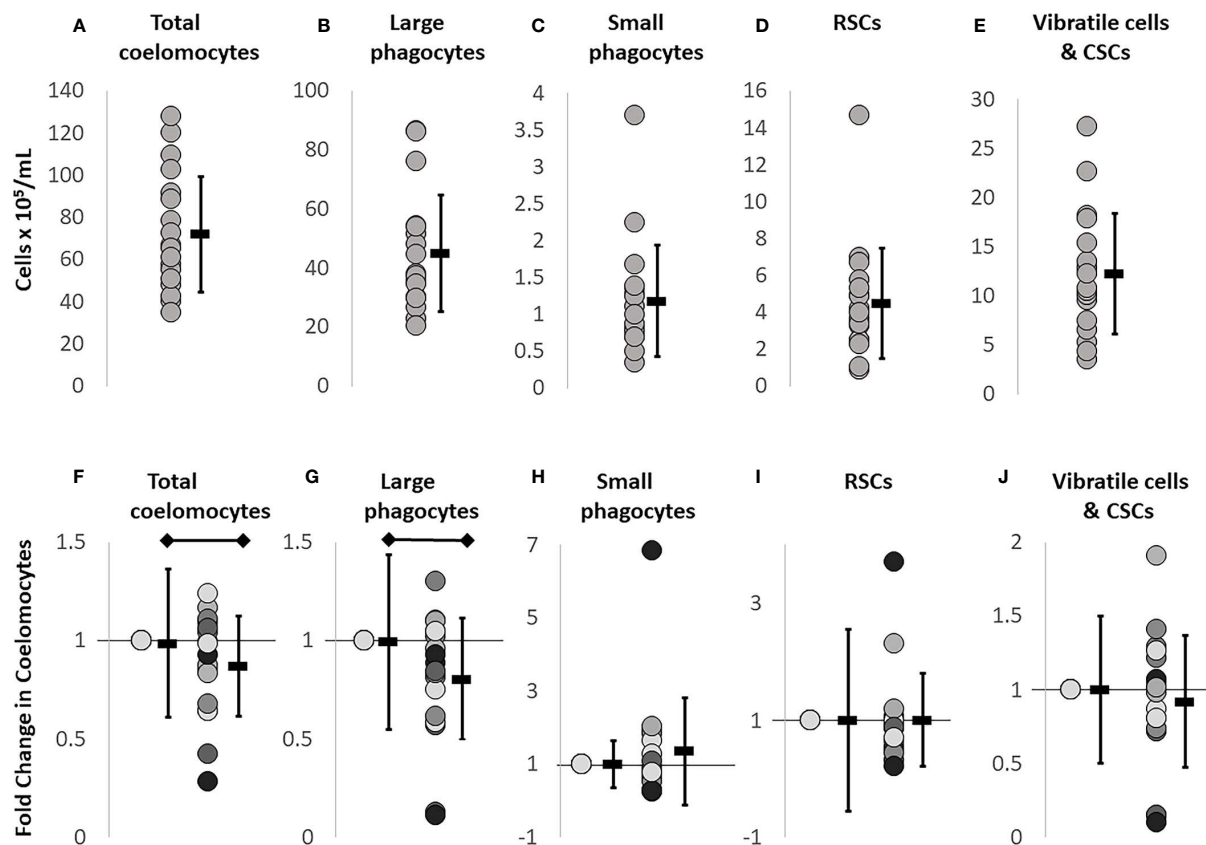 A
Total
coelomocytes
B
Large
phagocytes
C
Small
phagocytes
D
RSCs
E
Vibratile cells
& CSCs
Cells x 10⁵/mL
140
120
100
80
60
40
20
0
100
80
60
40
20
0
4
3.5
3
2.5
2
1.5
1
0.5
0
16
14
12
10
8
6
4
2
0
30
25
20
15
10
5
0
F
Total
coelomocytes
G
Large
phagocytes
H
Small
phagocytes
I
RSCs
J
Vibratile cells
& CSCs
Fold Change in Coelomocytes
1.5
1
0.5
0
1.5
1
0.5
0
7
5
3
1
-1
3
1
-1
2
1.5
1
0.5
0